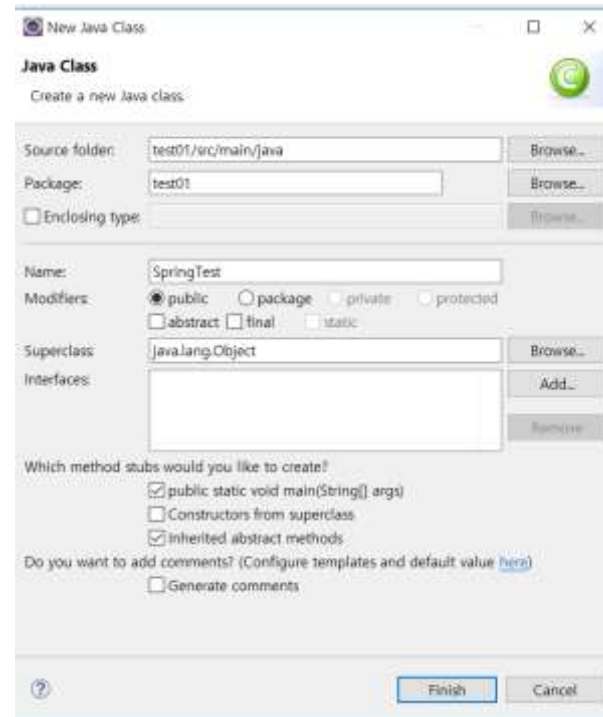 New Java Class
Java Class
Create a new Java class.
Source folder: test01/src/main/java Browse...
Package: test01 Browse...
Enclosing type: Browse...
Name: SpringTest
Modifiers: public package private protected
abstract final static
Superclass: java.lang.Object Browse...
Interfaces: Add...
Remove
Which method stubs would you like to create?
public static void main(String[] args)
Constructors from superclass
Inherited abstract methods
Do you want to add comments? (Configure templates and default value here)
Generate comments
? Finish Cancel